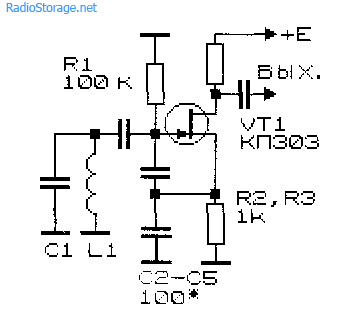 RadioStorage.net
+E
R1
100 К
ВЫХ.
VT1
КП303
R2,R3
1К
C1 L1
C2-C5
100*